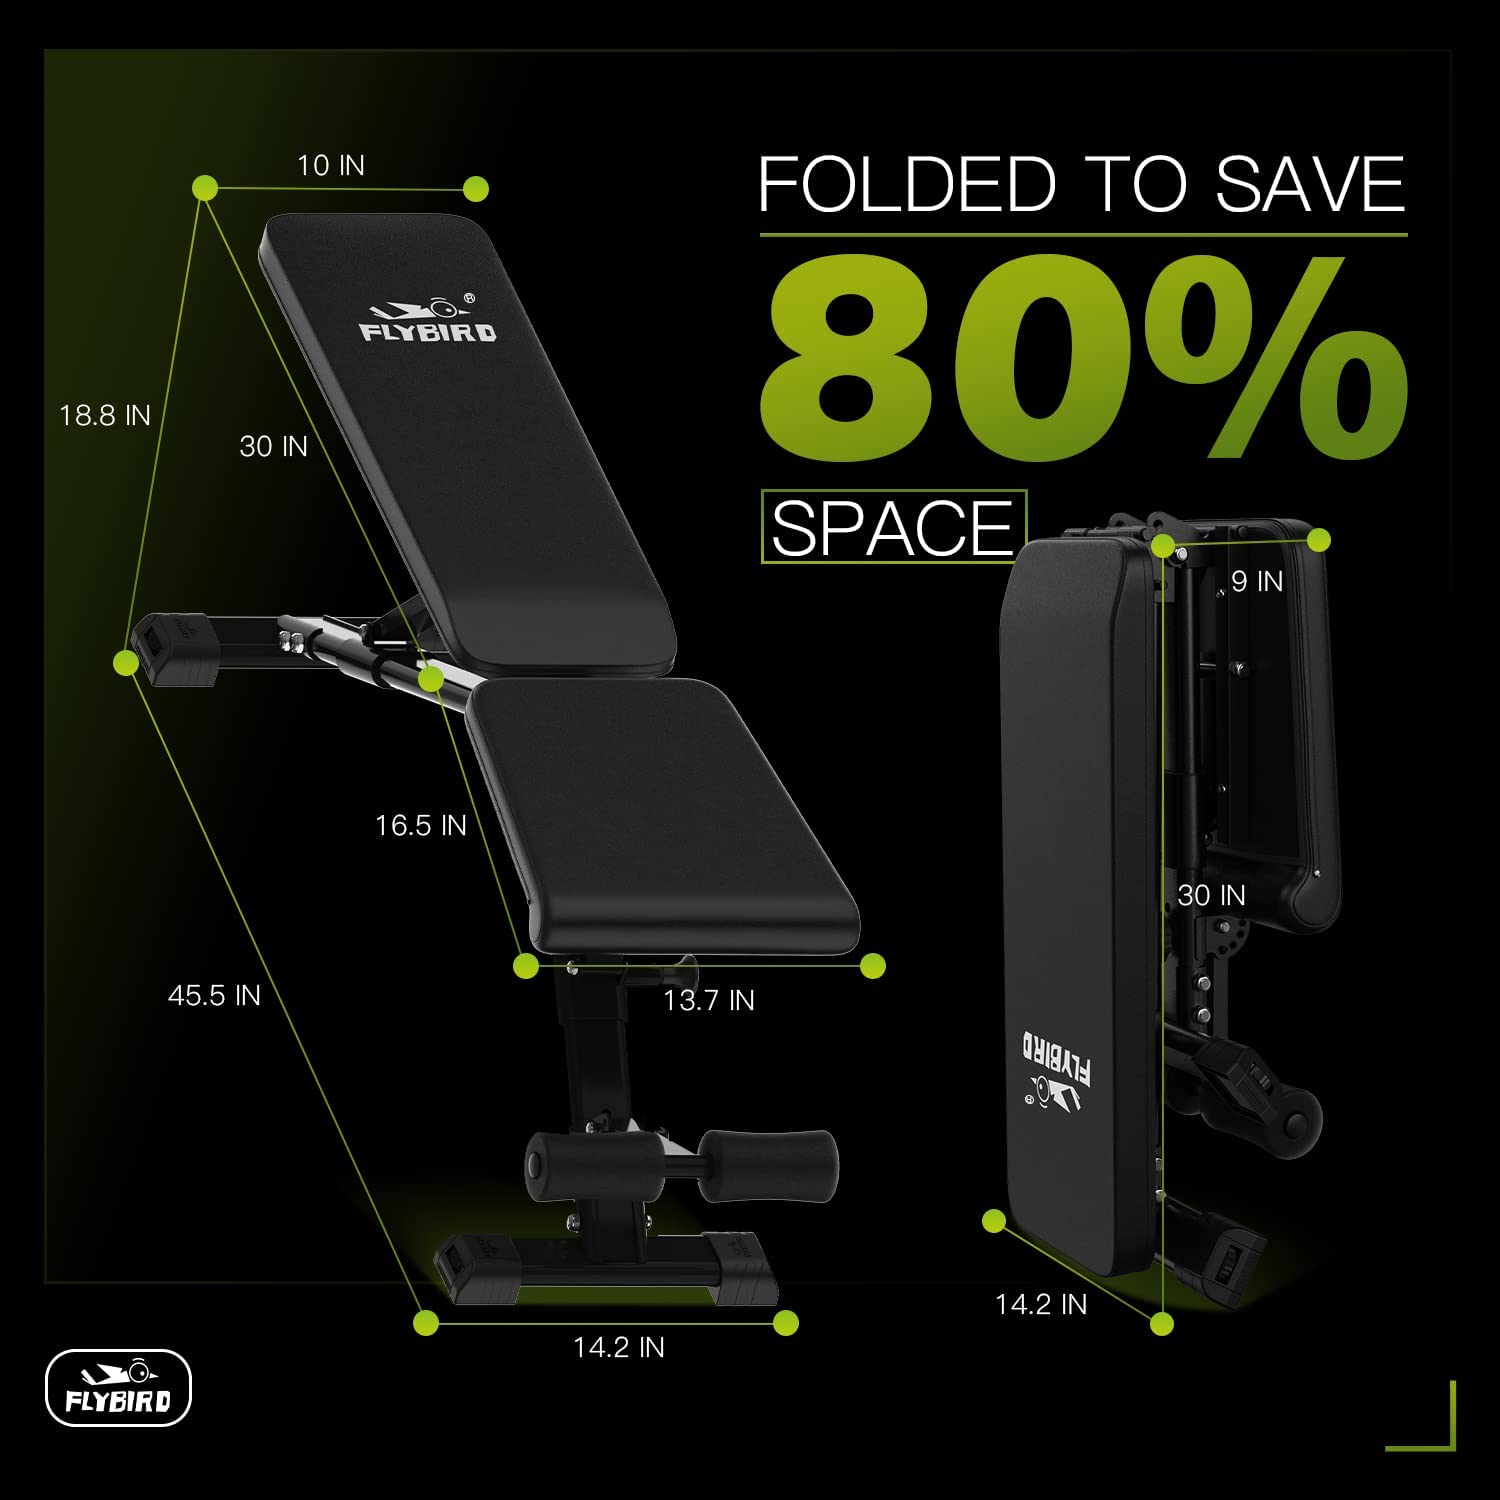 FOLDED TO SAVE
80%
SPACE
10 IN
FLYBIRD ®
18.8 IN
30 IN
16.5 IN
45.5 IN
13.7 IN
14.2 IN
9 IN
30 IN
FLYBIRD ®
14.2 IN
FLYBIRD